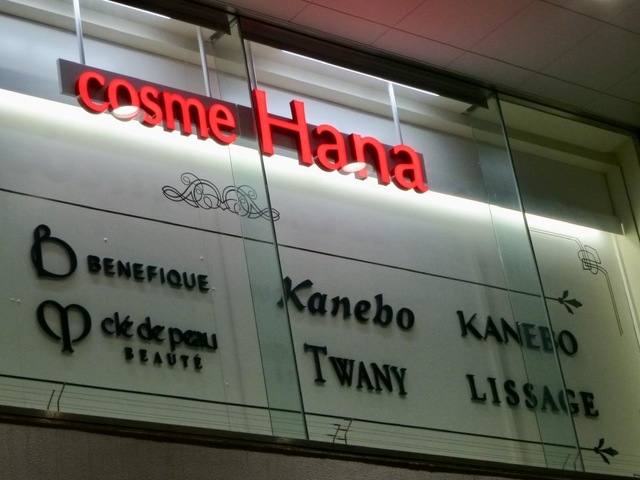 cosme Hana
BENEFIQUE
clé de peau
BEAUTÉ
Kanebo
TWANY
KANEBO
LISSAGE